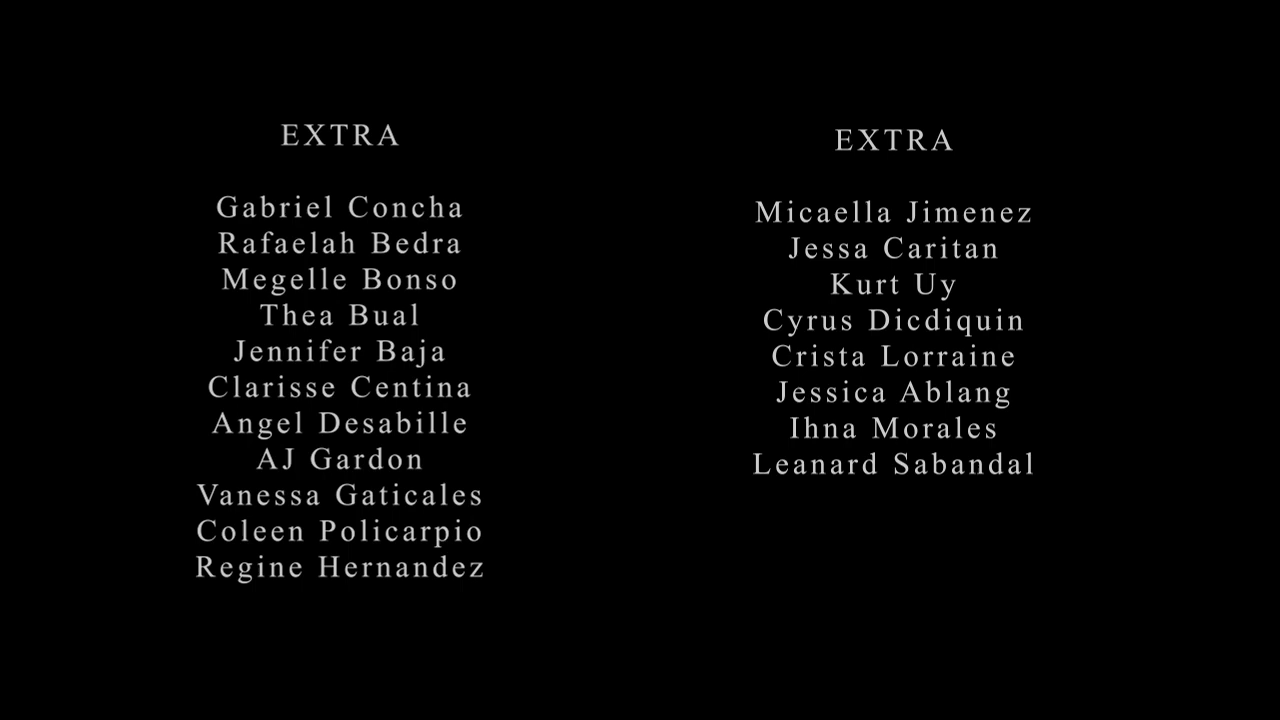 EXTRA
Gabriel Concha
Rafaelah Bedra
Megelle Bonso
Thea Bual
Jennifer Baja
Clarisse Centina
Angel Desabille
AJ Gardon
Vanessa Gaticales
Coleen Policarpio
Regine Hernandez
EXTRA
Micaella Jimenez
Jessa Caritan
Kurt Uy
Cyrus Dicdiquin
Crista Lorraine
Jessica Ablang
Ihna Morales
Leanard Sabandal